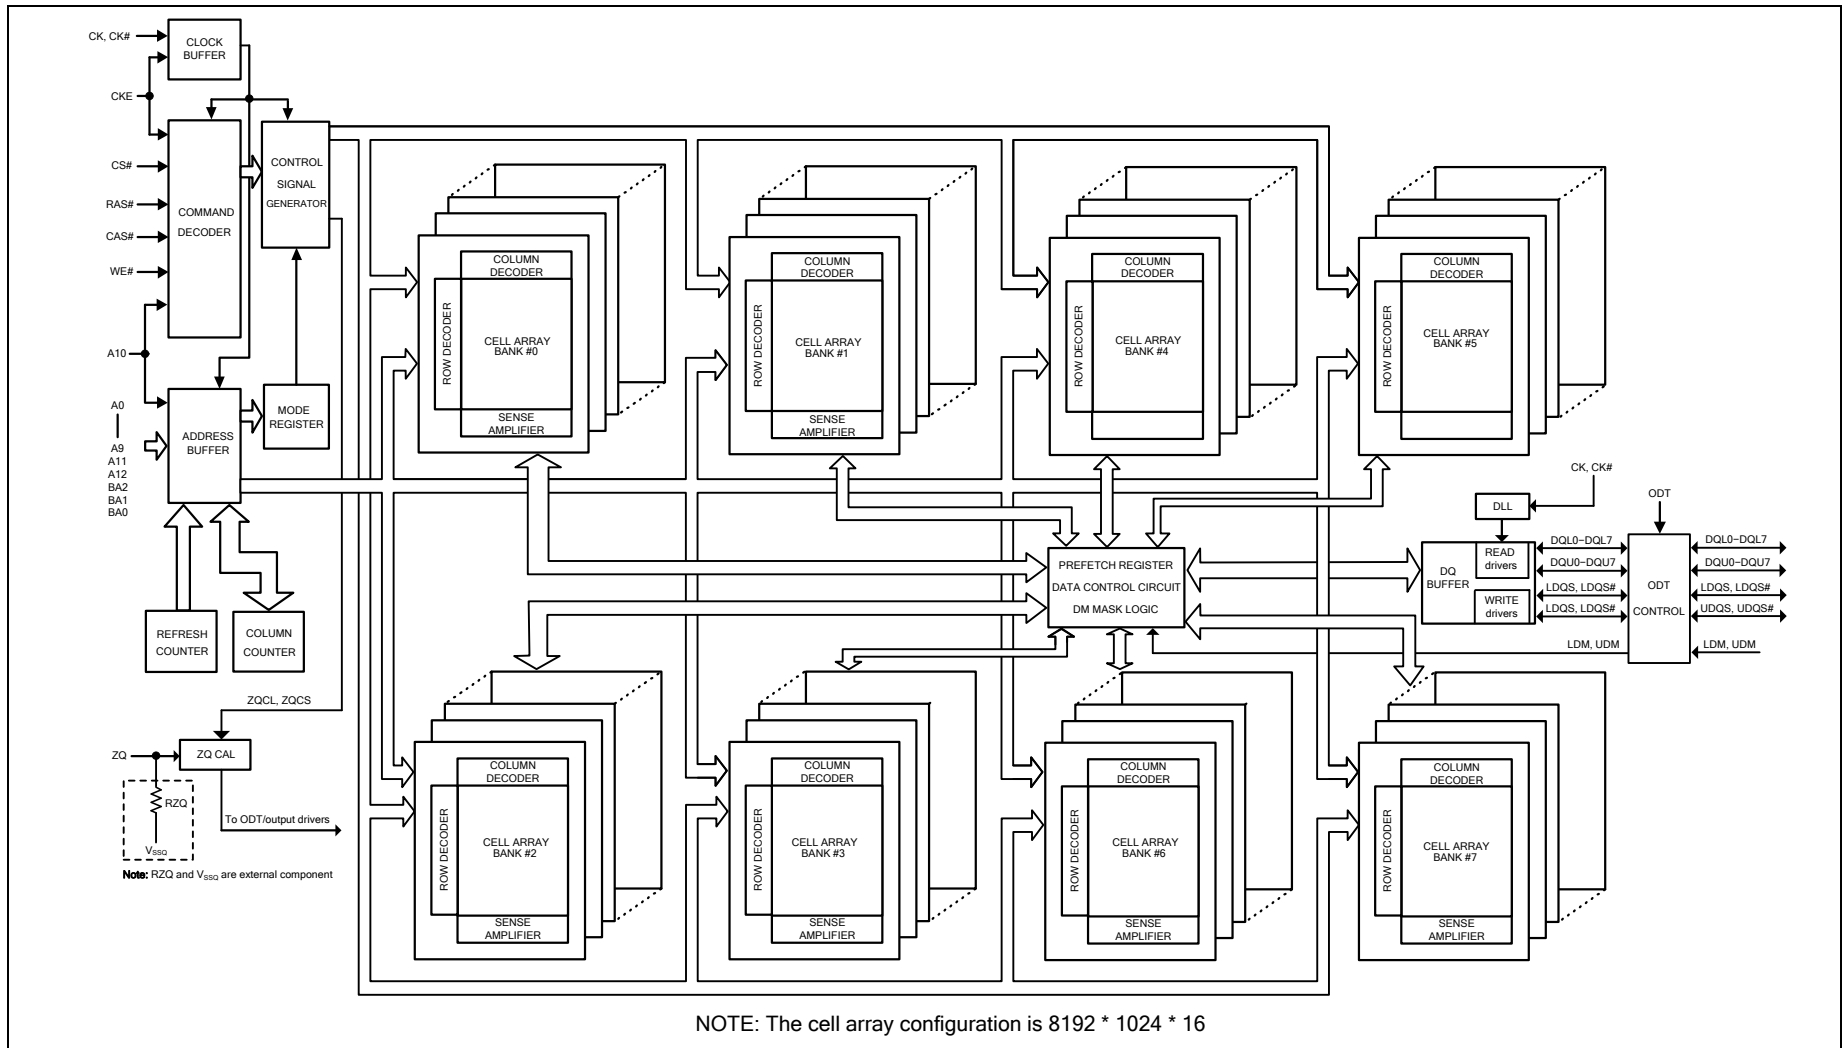 CK, CK#
CLOCK
BUFFER
CKE
CS#
RAS#
CAS#
WE#
A10
COMMAND
DECODER
CONTROL
SIGNAL
GENERATOR
A0
A9
A11
A12
BA2
BA1
BA0
ADDRESS
BUFFER
MODE
REGISTER
REFRESH
COUNTER
COLUMN
COUNTER
ZQCL, ZQCS
ZQ
ZQ CAL
RZQ
VSSQ
To ODT/output drivers
Note: RZQ and VSSQ are external component
COLUMN
DECODER
ROW DECODER
CELL ARRAY
BANK #0
SENSE
AMPLIFIER
COLUMN
DECODER
ROW DECODER
CELL ARRAY
BANK #1
SENSE
AMPLIFIER
COLUMN
DECODER
ROW DECODER
CELL ARRAY
BANK #4
COLUMN
DECODER
ROW DECODER
CELL ARRAY
BANK #5
PREFETCH REGISTER
DATA CONTROL CIRCUIT
DM MASK LOGIC
CK, CK#
DLL
ODT
DQ
BUFFER
READ
drivers
WRITE
drivers
DQL0−DQL7
DQU0−DQU7
LDQS, LDQS#
LDQS, LDQS#
LDM, UDM
ODT
CONTROL
DQL0−DQL7
DQU0−DQU7
LDQS, LDQS#
UDQS, UDQS#
LDM, UDM
COLUMN
DECODER
ROW DECODER
CELL ARRAY
BANK #2
SENSE
AMPLIFIER
COLUMN
DECODER
ROW DECODER
CELL ARRAY
BANK #3
SENSE
AMPLIFIER
COLUMN
DECODER
ROW DECODER
CELL ARRAY
BANK #6
SENSE
AMPLIFIER
COLUMN
DECODER
ROW DECODER
CELL ARRAY
BANK #7
SENSE
AMPLIFIER
NOTE: The cell array configuration is 8192 * 1024 * 16